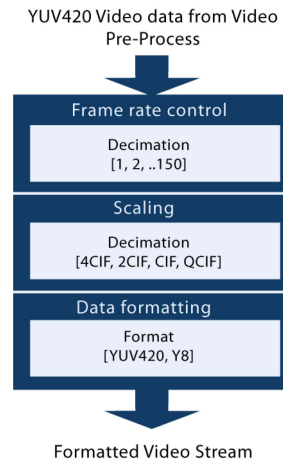 YUV420 Video data from Video
Pre-Process
Frame rate control
Decimation
[1, 2, ..150]
Scaling
Decimation
[4CIF, 2CIF, CIF, QCIF]
Data formatting
Format
[YUV420, Y8]
Formatted Video Stream